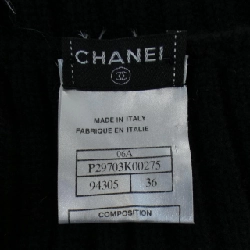 CHANEL
MADE IN ITALY
FABRIQUE EN ITALIE
06A
P29703K00275
94305 36
COMPOSITION